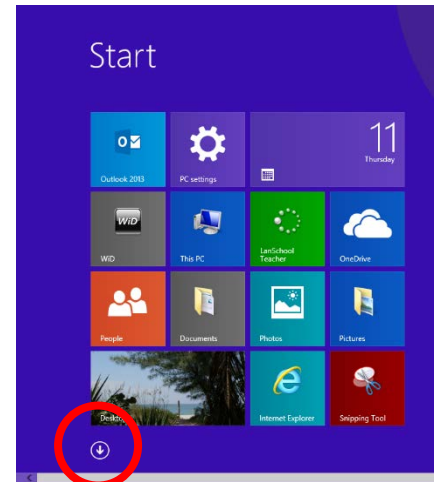 Start
Outlook 2013
PC settings
11
Thursday
WiD
WiD
This PC
LanSchool
Teacher
OneDrive
People
Documents
Photos
Pictures
Desktop
Internet Explorer
Snipping Tool